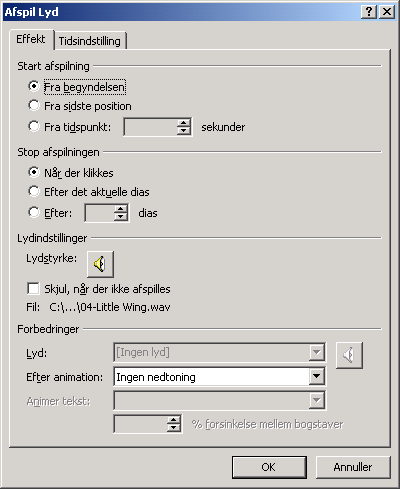 Afspil Lyd
Effekt Tidsindstilling
Start afspilning
Fra begyndelsen
Fra sidste position
Fra tidspunkt: sekunder
Stop afspilningen
Når der klikkes
Efter det aktuelle dias
Efter: dias
Lydindstillinger
Lydstyrke:
Skjul, når der ikke afspilles
Fil: C:\...\04-Little Wing.wav
Forbedringer
Lyd: [Ingen lyd]
Efter animation: Ingen nedtoning
Animer tekst:
% forsinkelse mellem bogstaver
OK Annuller